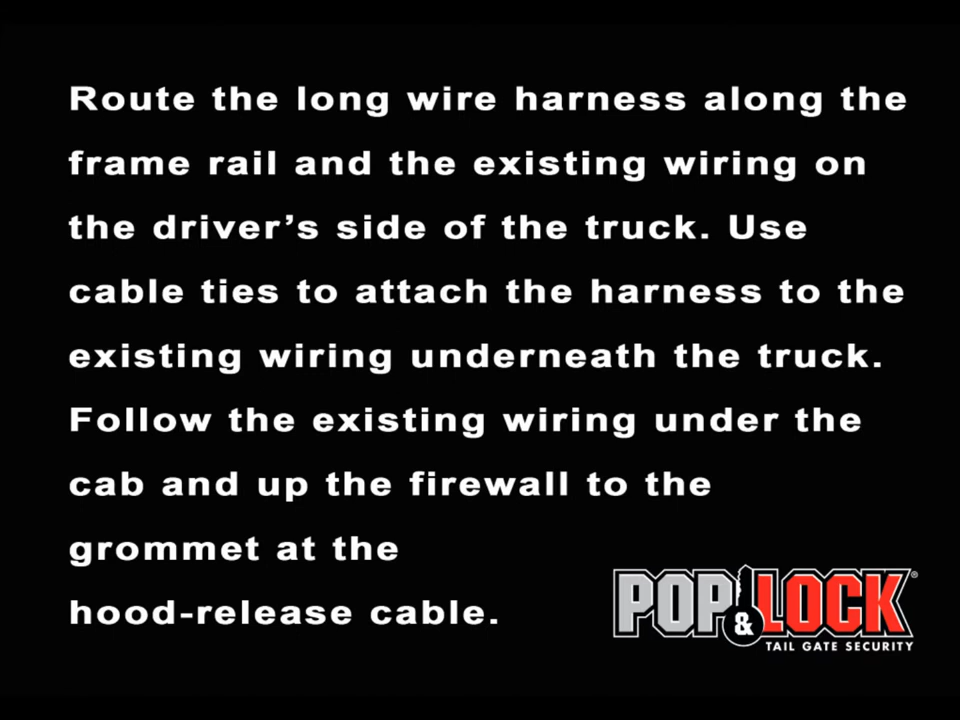 Route the long wire harness along the
frame rail and the existing wiring on
the driver’s side of the truck. Use
cable ties to attach the harness to the
existing wiring underneath the truck.
Follow the existing wiring under the
cab and up the firewall to the
grommet at the
hood-release cable.
POP & LOCK®
TAIL GATE SECURITY